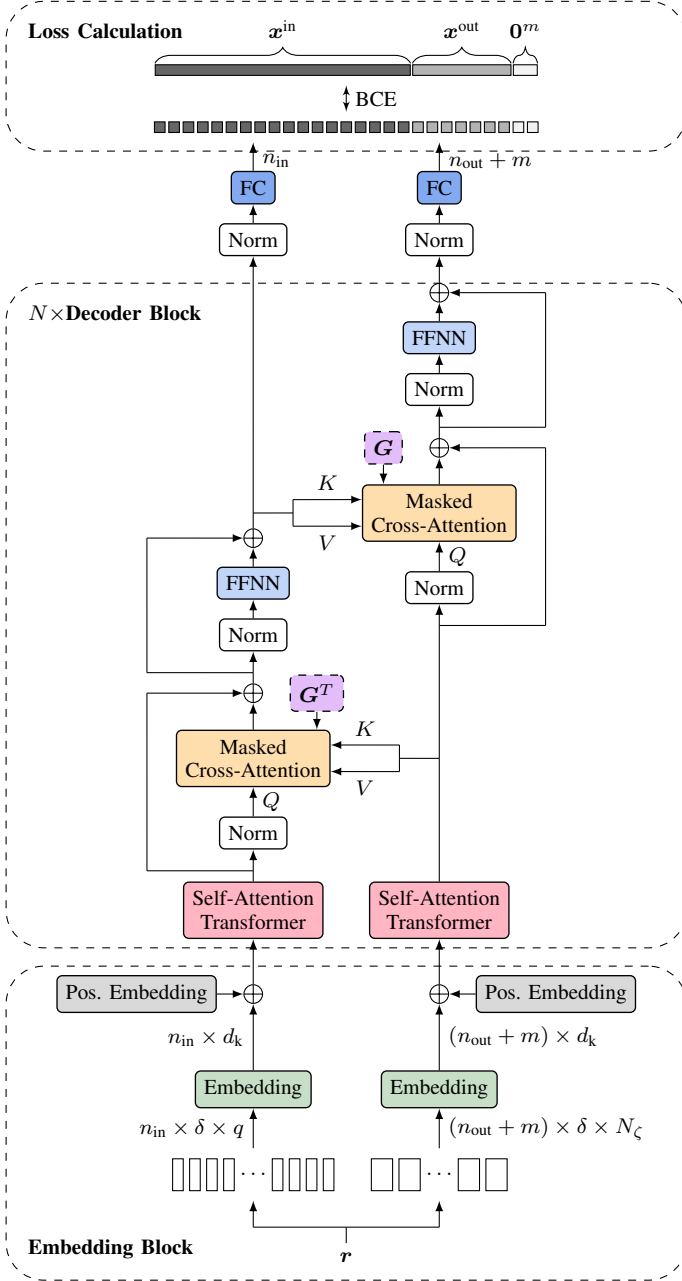 Loss Calculation
x^in x^out 0^m
BCE
n_in n_out + m
FC FC
Norm Norm
N×Decoder Block
FFNN
Norm
G
K
Masked
Cross-Attention
V
Q
FFNN
Norm
Norm
G^T
K
Masked
Cross-Attention
V
Q
Norm
Self-Attention
Transformer
Self-Attention
Transformer
Pos. Embedding Pos. Embedding
n_in × d_k (n_out + m) × d_k
Embedding Embedding
n_in × δ × q (n_out + m) × δ × N_ζ
··· ···
r
Embedding Block